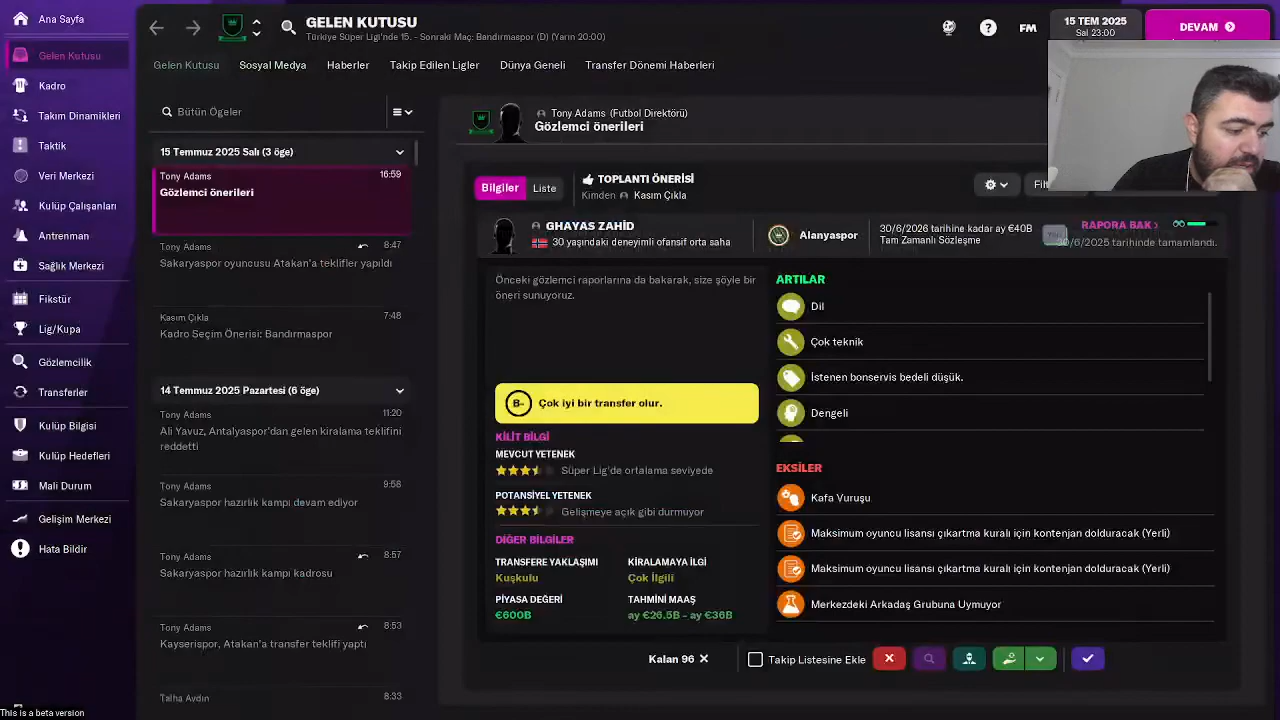 Ana Sayfa
Gelen Kutusu
Kadro
Takım Dinamikleri
Taktik
Veri Merkezi
Kulüp Çalışanları
Antrenman
Sağlık Merkezi
Fikstür
Lig/Kupa
Gözlemcilik
Transferler
Kulüp Bilgisi
Kulüp Hedefleri
Mali Durum
Gelişim Merkezi
Hata Bildir
This is a beta version
GELEN KUTUSU
Türkiye Süper Ligi'nde 15. - Sonraki Maç: Bandırmaspor (D) (Yarın 20:00)
FM
15 TEM 2025
Sal 23:00
DEVAM
Gelen Kutusu
Sosyal Medya
Haberler
Takip Edilen Ligler
Dünya Geneli
Transfer Dönemi Haberleri
Bütün Ögeler
15 Temmuz 2025 Salı (3 öge)
Tony Adams 16:59
Gözlemci önerileri
Tony Adams 8:47
Sakaryaspor oyuncusu Atakan'a teklifler yapıldı
Kasım Çıkla 7:48
Kadro Seçim Önerisi: Bandırmaspor
14 Temmuz 2025 Pazartesi (6 öge)
Tony Adams 11:20
Ali Yavuz, Antalyaspor'dan gelen kiralama teklifini
reddetti
Tony Adams 9:58
Sakaryaspor hazırlık kampı devam ediyor
Tony Adams 8:57
Sakaryaspor hazırlık kampı kadrosu
Tony Adams 8:53
Kayserispor, Atakan'a transfer teklifi yaptı
Talha Aydın 8:33
Tony Adams (Futbol Direktörü)
Gözlemci önerileri
Bilgiler
Liste
TOPLANTI ÖNERİSİ
Kimden Kasım Çıkla
GHAYAS ZAHID
30 yaşındaki deneyimli ofansif orta saha
Alanyaspor
30/6/2026 tarihine kadar ay €40B
Tam Zamanlı Sözleşme
RAPORA BAK
30/6/2025 tarihinde tamamlandı.
Önceki gözlemci raporlarına da bakarak, size şöyle bir
öneri sunuyoruz.
B- Çok iyi bir transfer olur.
KİLİT BİLGİ
MEVCUT YETENEK
Süper Lig'de ortalama seviyede
POTANSİYEL YETENEK
Gelişmeye açık gibi durmuyor
DİĞER BİLGİLER
TRANSFERE YAKLAŞIMI
Kuşkulu
KİRALAMAYA İLGİ
Çok İlgili
PİYASA DEĞERİ
€600B
TAHMİNİ MAAŞ
ay €26.5B - ay €36B
ARTILAR
Dil
Çok teknik
İstenen bonservis bedeli düşük.
Dengeli
EKSİLER
Kafa Vuruşu
Maksimum oyuncu lisansı çıkartma kuralı için kontenjan dolduracak (Yerli)
Maksimum oyuncu lisansı çıkartma kuralı için kontenjan dolduracak (Yerli)
Merkezdeki Arkadaş Grubuna Uymuyor
Kalan 96
Takip Listesine Ekle